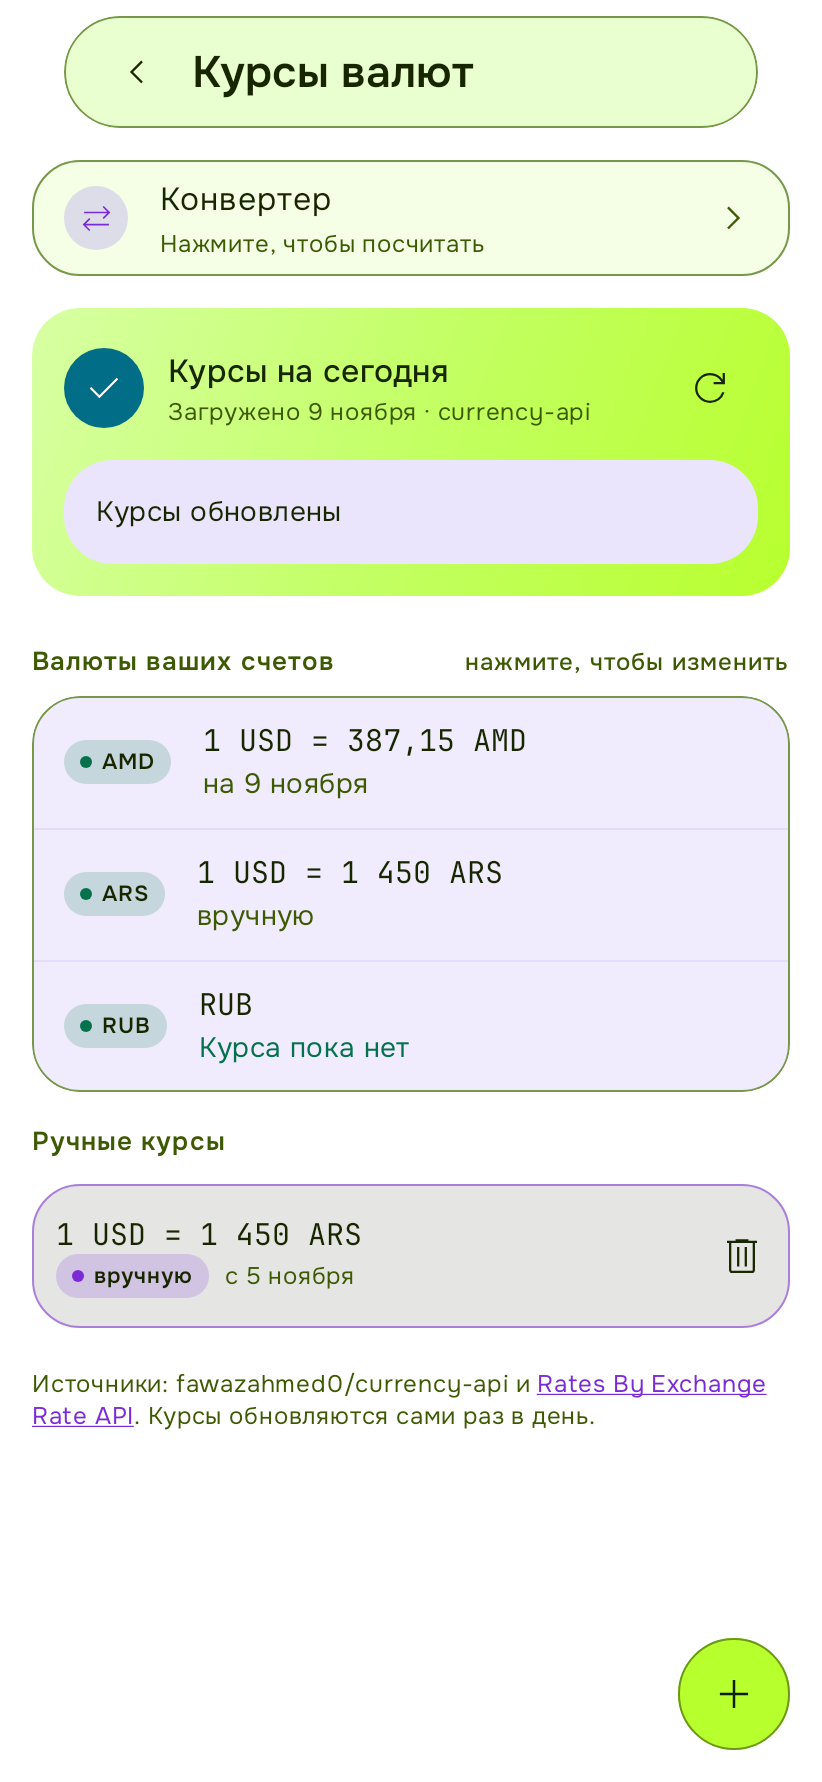 Курсы валют
Конвертер
Нажмите, чтобы посчитать
Курсы на сегодня
Загружено 9 ноября · currency-api
Курсы обновлены
Валюты ваших счетов
нажмите, чтобы изменить
AMD
1 USD = 387,15 AMD
на 9 ноября
ARS
1 USD = 1 450 ARS
вручную
RUB
RUB
Курса пока нет
Ручные курсы
1 USD = 1 450 ARS
вручную
с 5 ноября
Источники: fawazahmed0/currency-api и Rates By Exchange
Rate API. Курсы обновляются сами раз в день.